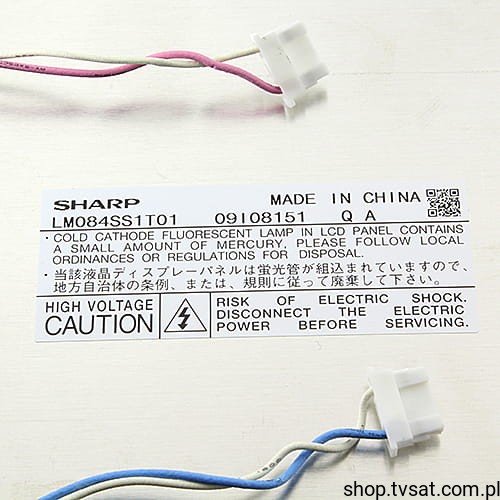 SHARP MADE IN CHINA
LM084SS1T01 09I08151 Q A
・COLD CATHODE FLUORESCENT LAMP IN LCD PANEL CONTAINS
A SMALL AMOUNT OF MERCURY, PLEASE FOLLOW LOCAL
ORDINANCES OR REGULATIONS FOR DISPOSAL.
・当該液晶ディスプレーパネルは蛍光管が組込まれていますので、
地方自治体の条例、または、規則に従って廃棄して下さい。
HIGH VOLTAGE
CAUTION
RISK OF ELECTRIC SHOCK.
DISCONNECT THE ELECTRIC
POWER BEFORE SERVICING.
shop.tvsat.com.pl